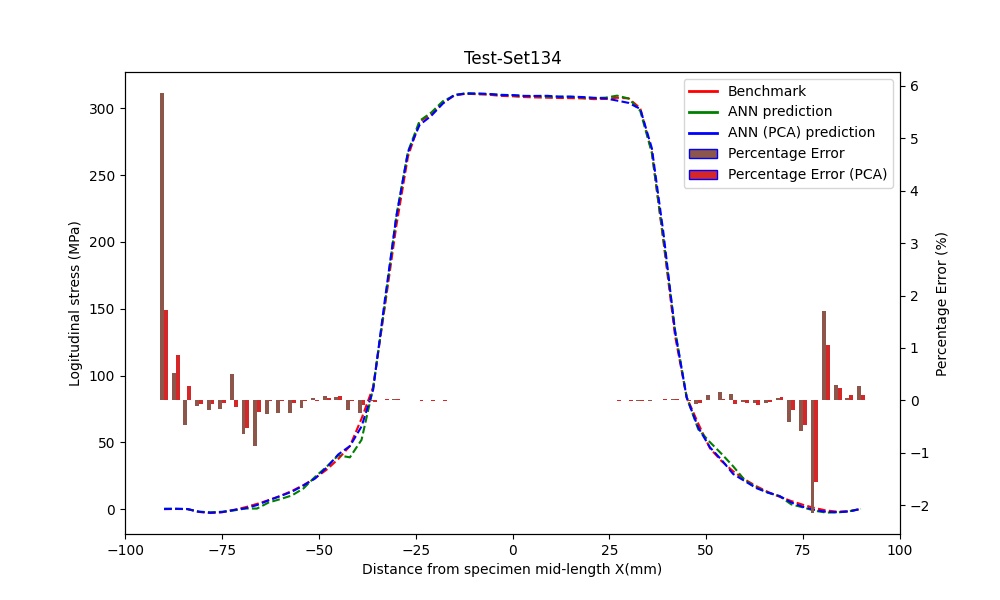 Test-Set134
Benchmark
ANN prediction
ANN (PCA) prediction
Percentage Error
Percentage Error (PCA)
Logitudinal stress (MPa)
300
250
200
150
100
50
0
6
5
4
3
2
1
0
−1
−2
Percentage Error (%)
−100 −75 −50 −25 0 25 50 75 100
Distance from specimen mid-length X(mm)